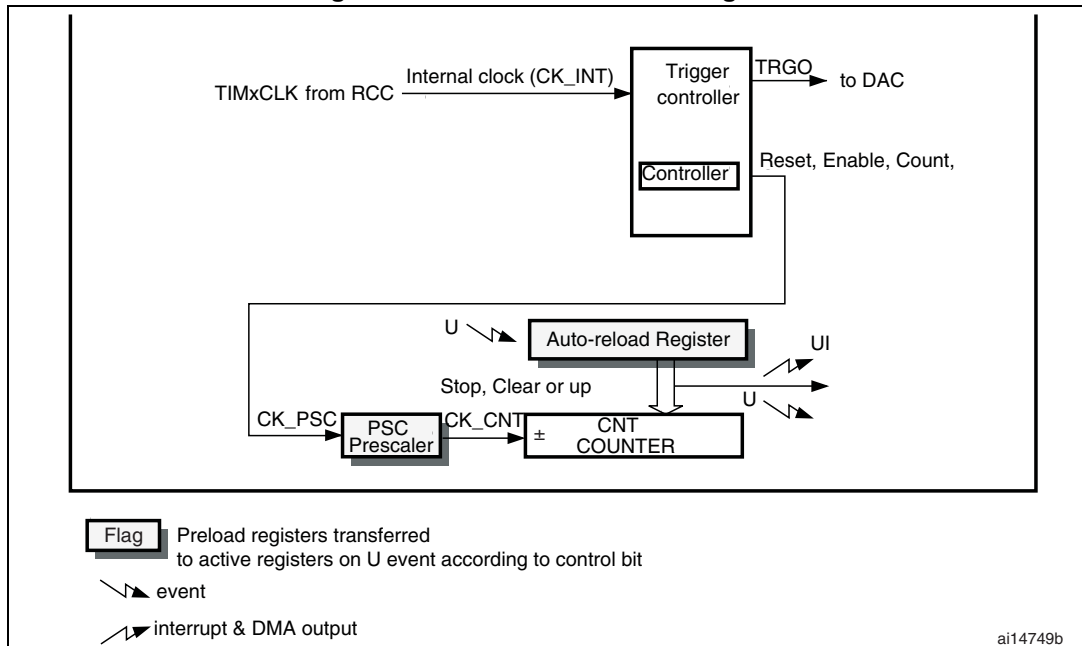 TIMxCLK from RCC
Internal clock (CK_INT)
Trigger
controller
TRGO
to DAC
Controller
Reset, Enable, Count,
U
Auto-reload Register
UI
Stop, Clear or up
U
CK_PSC
PSC
Prescaler
CK_CNT
±
CNT
COUNTER
Flag
Preload registers transferred
to active registers on U event according to control bit
event
interrupt & DMA output
ai14749b